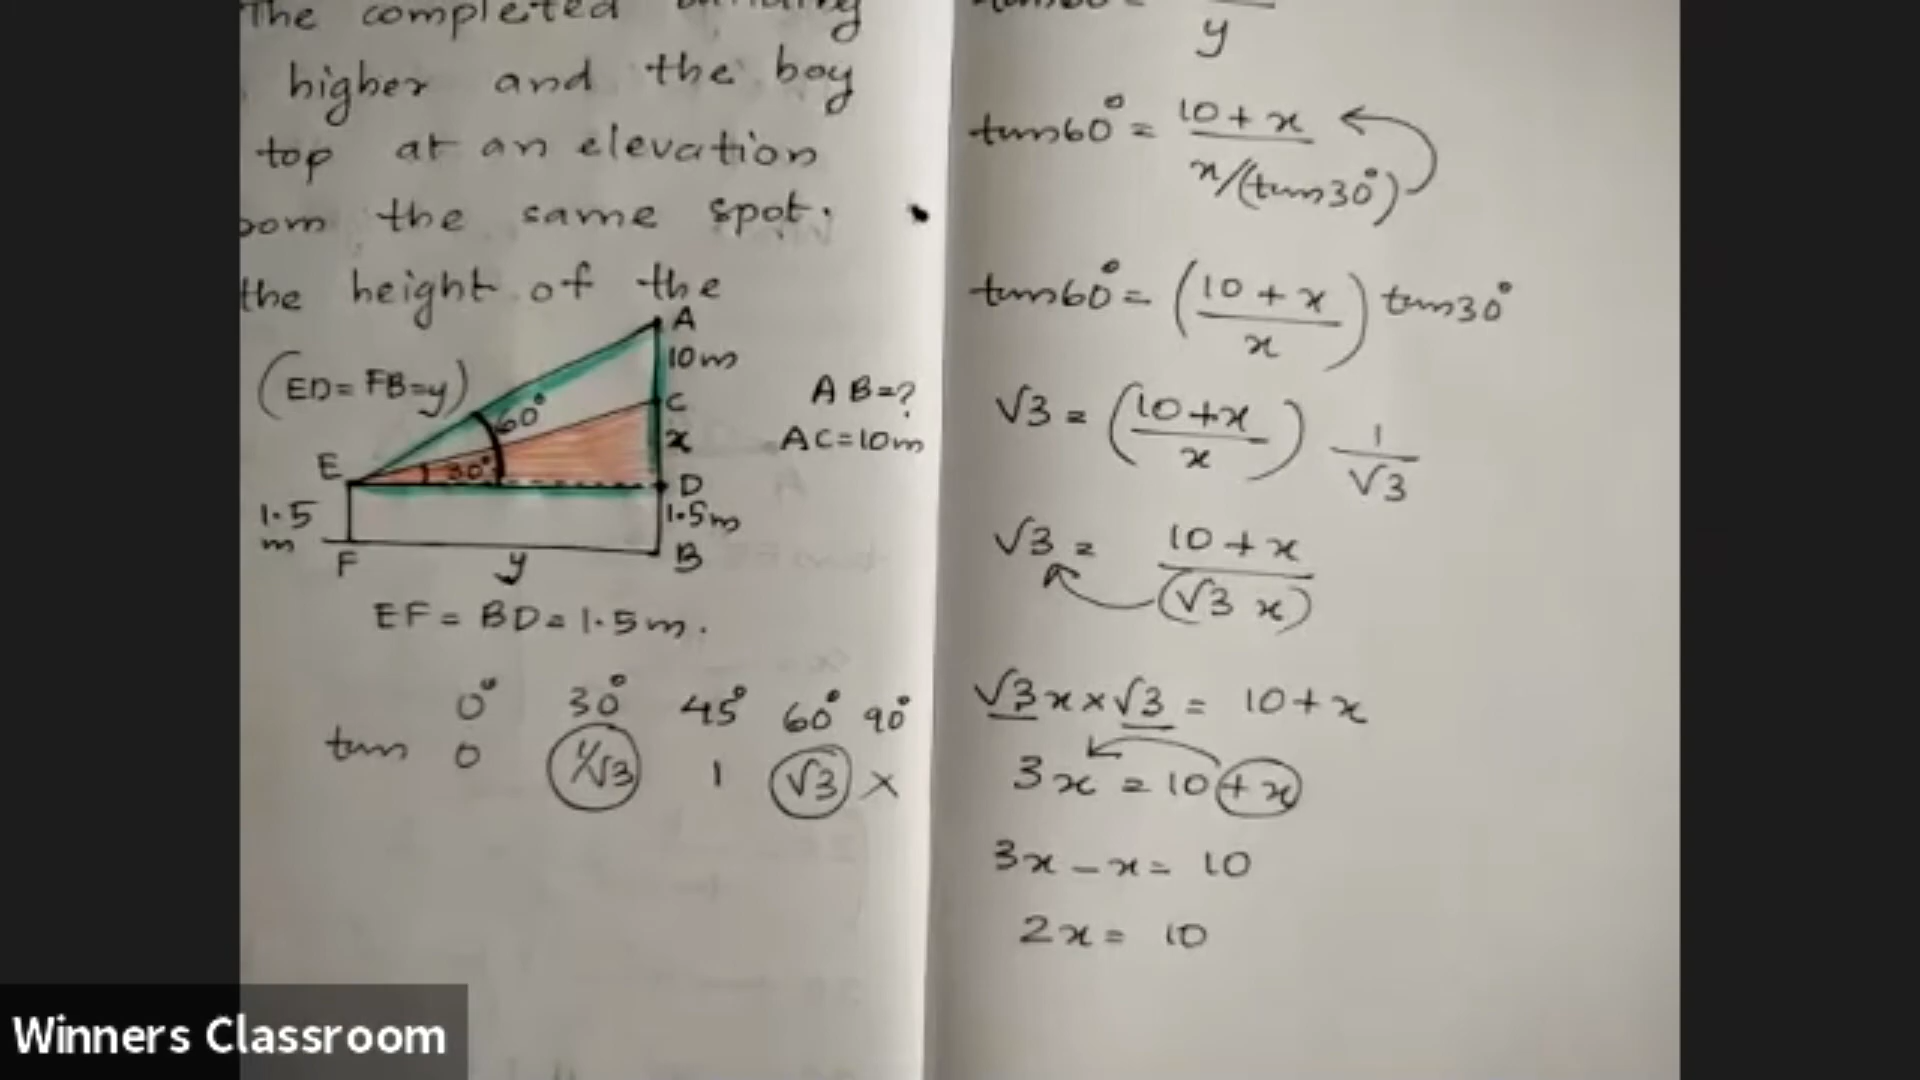 The completed building
higher and the boy
top at an elevation
the same spot.
the height of the
(ED = FB = y)
A
10m
C
x
D
1.5m
B
60°
30°
E
1.5
m
F
y
AB = ?
AC = 10m
EF = BD = 1.5m.
0° 30° 45° 60° 90°
tan 0 1/√3 1 √3 ×
y
tan60° = 10 + x
x/(tan30°)
tan60° = (10 + x / x) tan30°
√3 = (10 + x / x) 1/√3
√3 = 10 + x
(√3 x)
√3x × √3 = 10 + x
3x = 10 + x
3x - x = 10
2x = 10
Winners Classroom